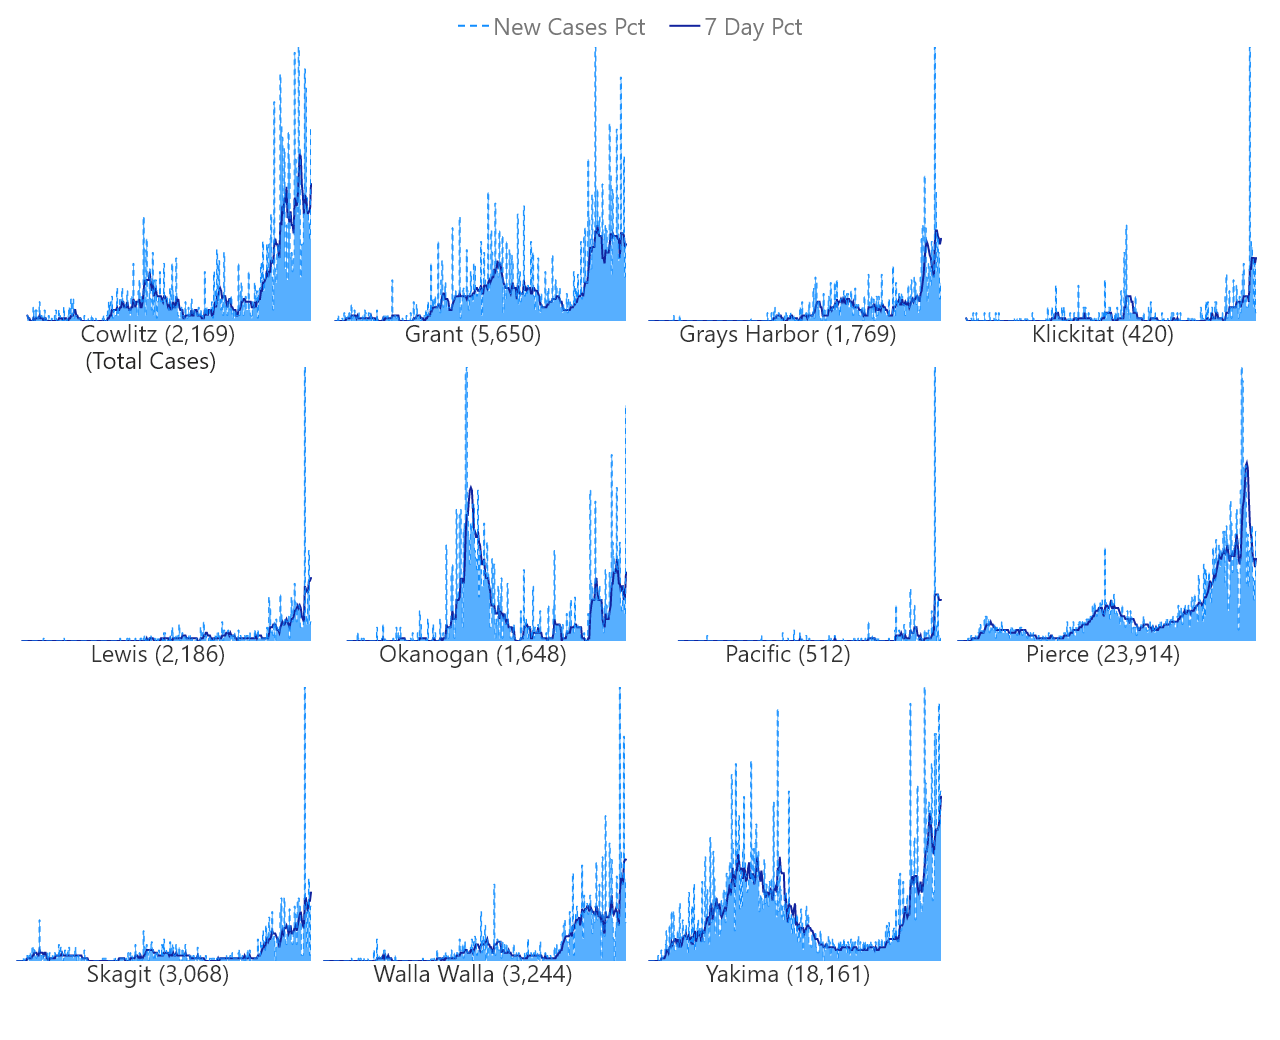 New Cases Pct 7 Day Pct
Cowlitz (2,169)
(Total Cases)
Grant (5,650)
Grays Harbor (1,769)
Klickitat (420)
Lewis (2,186)
Okanogan (1,648)
Pacific (512)
Pierce (23,914)
Skagit (3,068)
Walla Walla (3,244)
Yakima (18,161)